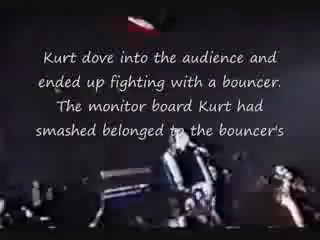 Kurt dove into the audience and
ended up fighting with a bouncer.
The monitor board Kurt had
smashed belonged to the bouncer's